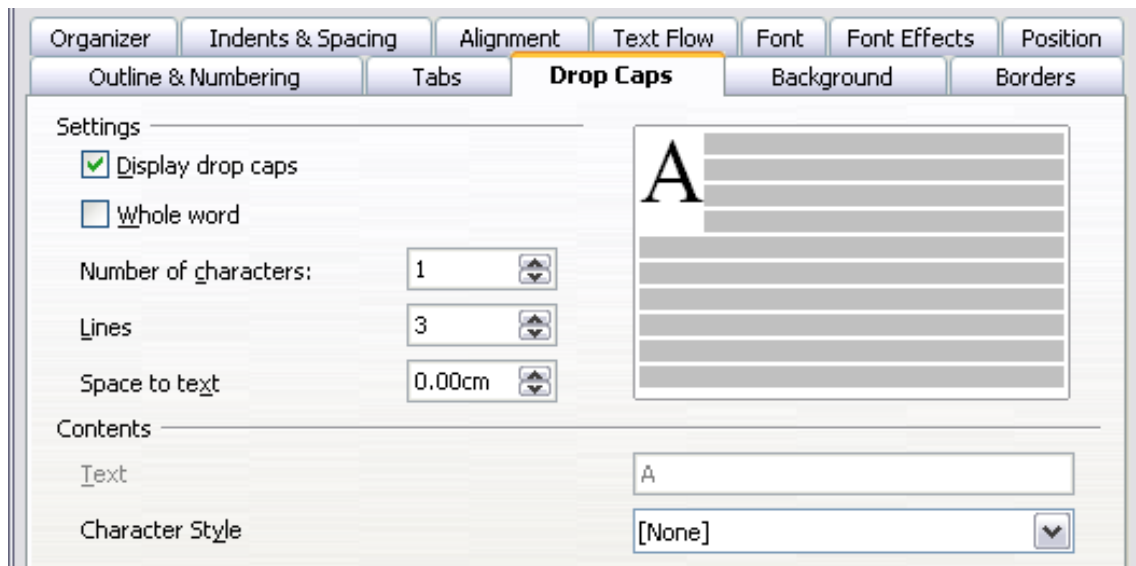 Organizer Indents & Spacing Alignment Text Flow Font Font Effects Position
Outline & Numbering Tabs Drop Caps Background Borders
Settings
Display drop caps
Whole word
Number of characters: 1
Lines 3
Space to text 0.00cm
A
Contents
Text A
Character Style [None]